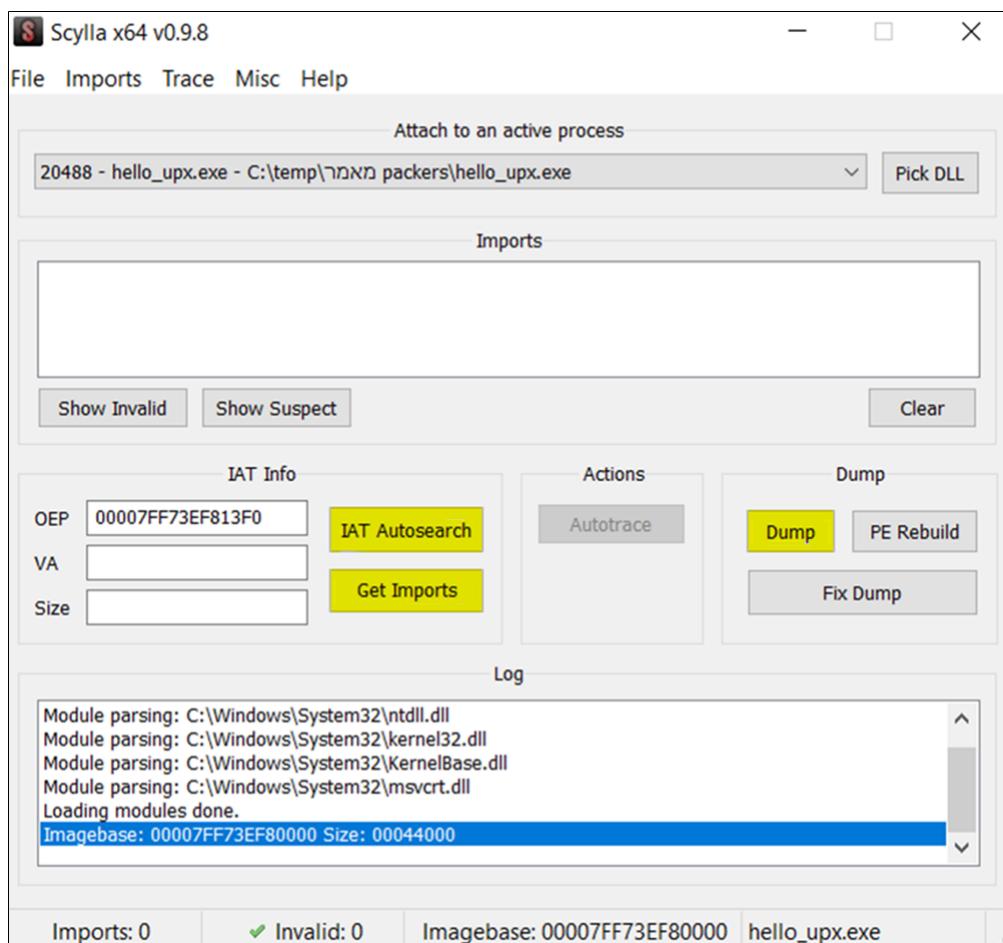 Scylla x64 v0.9.8
File Imports Trace Misc Help
Attach to an active process
20488 - hello_upx.exe - C:\temp\מאמר packers\hello_upx.exe
Pick DLL
Imports
Show Invalid
Show Suspect
Clear
IAT Info
OEP 00007FF73EF813F0
VA
Size
IAT Autosearch
Get Imports
Actions
Autotrace
Dump
Dump
PE Rebuild
Fix Dump
Log
Module parsing: C:\Windows\System32\ntdll.dll
Module parsing: C:\Windows\System32\kernel32.dll
Module parsing: C:\Windows\System32\KernelBase.dll
Module parsing: C:\Windows\System32\msvcrt.dll
Loading modules done.
Imagebase: 00007FF73EF80000 Size: 00044000
Imports: 0
Invalid: 0
Imagebase: 00007FF73EF80000
hello_upx.exe